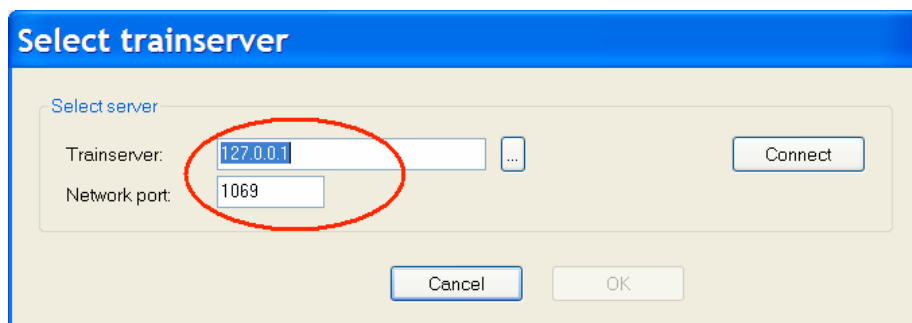 Select trainserver
Select server
Trainserver: 127.0.0.1 ... Connect
Network port: 1069
Cancel OK